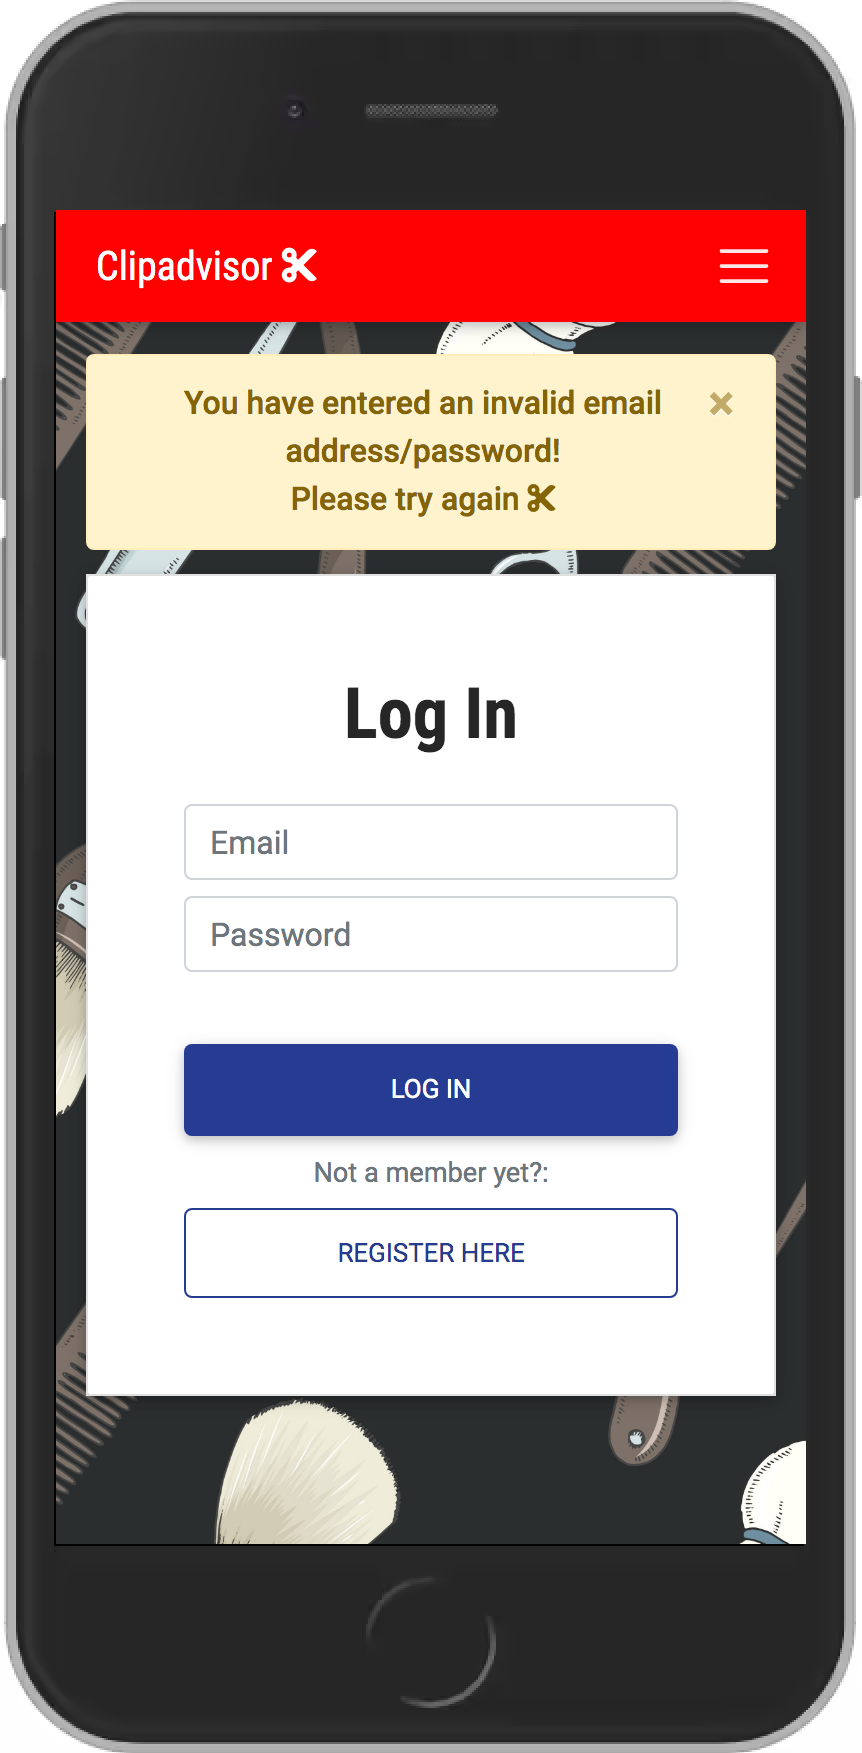 Clipadvisor
You have entered an invalid email
address/password!
Please try again
Log In
Email
Password
LOG IN
Not a member yet?:
REGISTER HERE